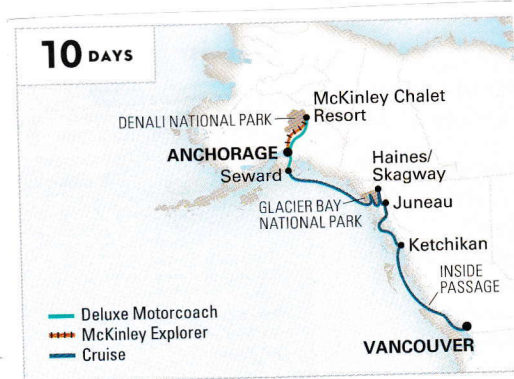 10 DAYS
McKinley Chalet
Resort
DENALI NATIONAL PARK
ANCHORAGE
Seward
Haines/
Skagway
GLACIER BAY
NATIONAL PARK
Juneau
Ketchikan
INSIDE
PASSAGE
VANCOUVER
Deluxe Motorcoach
McKinley Explorer
Cruise